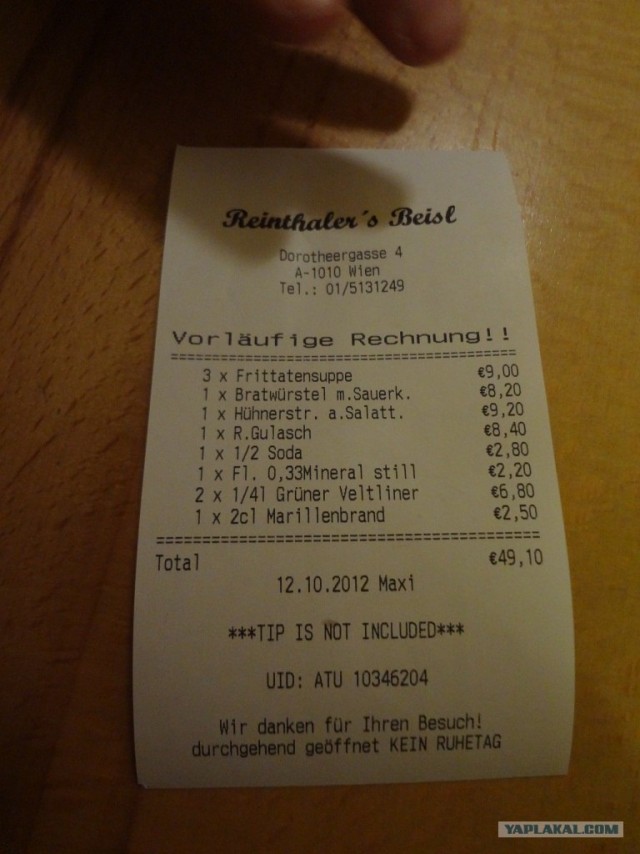 Reinthaler´s Beisl
Dorotheergasse 4
A-1010 Wien
Tel.: 01/5131249
Vorläufige Rechnung!!
===========================================
3 x Frittatensuppe €9,00
1 x Bratwürstel m.Sauerk. €8,20
1 x Hühnerstr. a.Salatt. €9,20
1 x R.Gulasch €8,40
1 x 1/2 Soda €2,80
1 x Fl. 0,33Mineral still €2,20
2 x 1/4l Grüner Veltliner €6,80
1 x 2cl Marillenbrand €2,50
===========================================
Total €49,10
12.10.2012 Maxi
***TIP IS NOT INCLUDED***
UID: ATU 10346204
Wir danken für Ihren Besuch!
durchgehend geöffnet KEIN RUHETAG
YAPLAKAL.COM